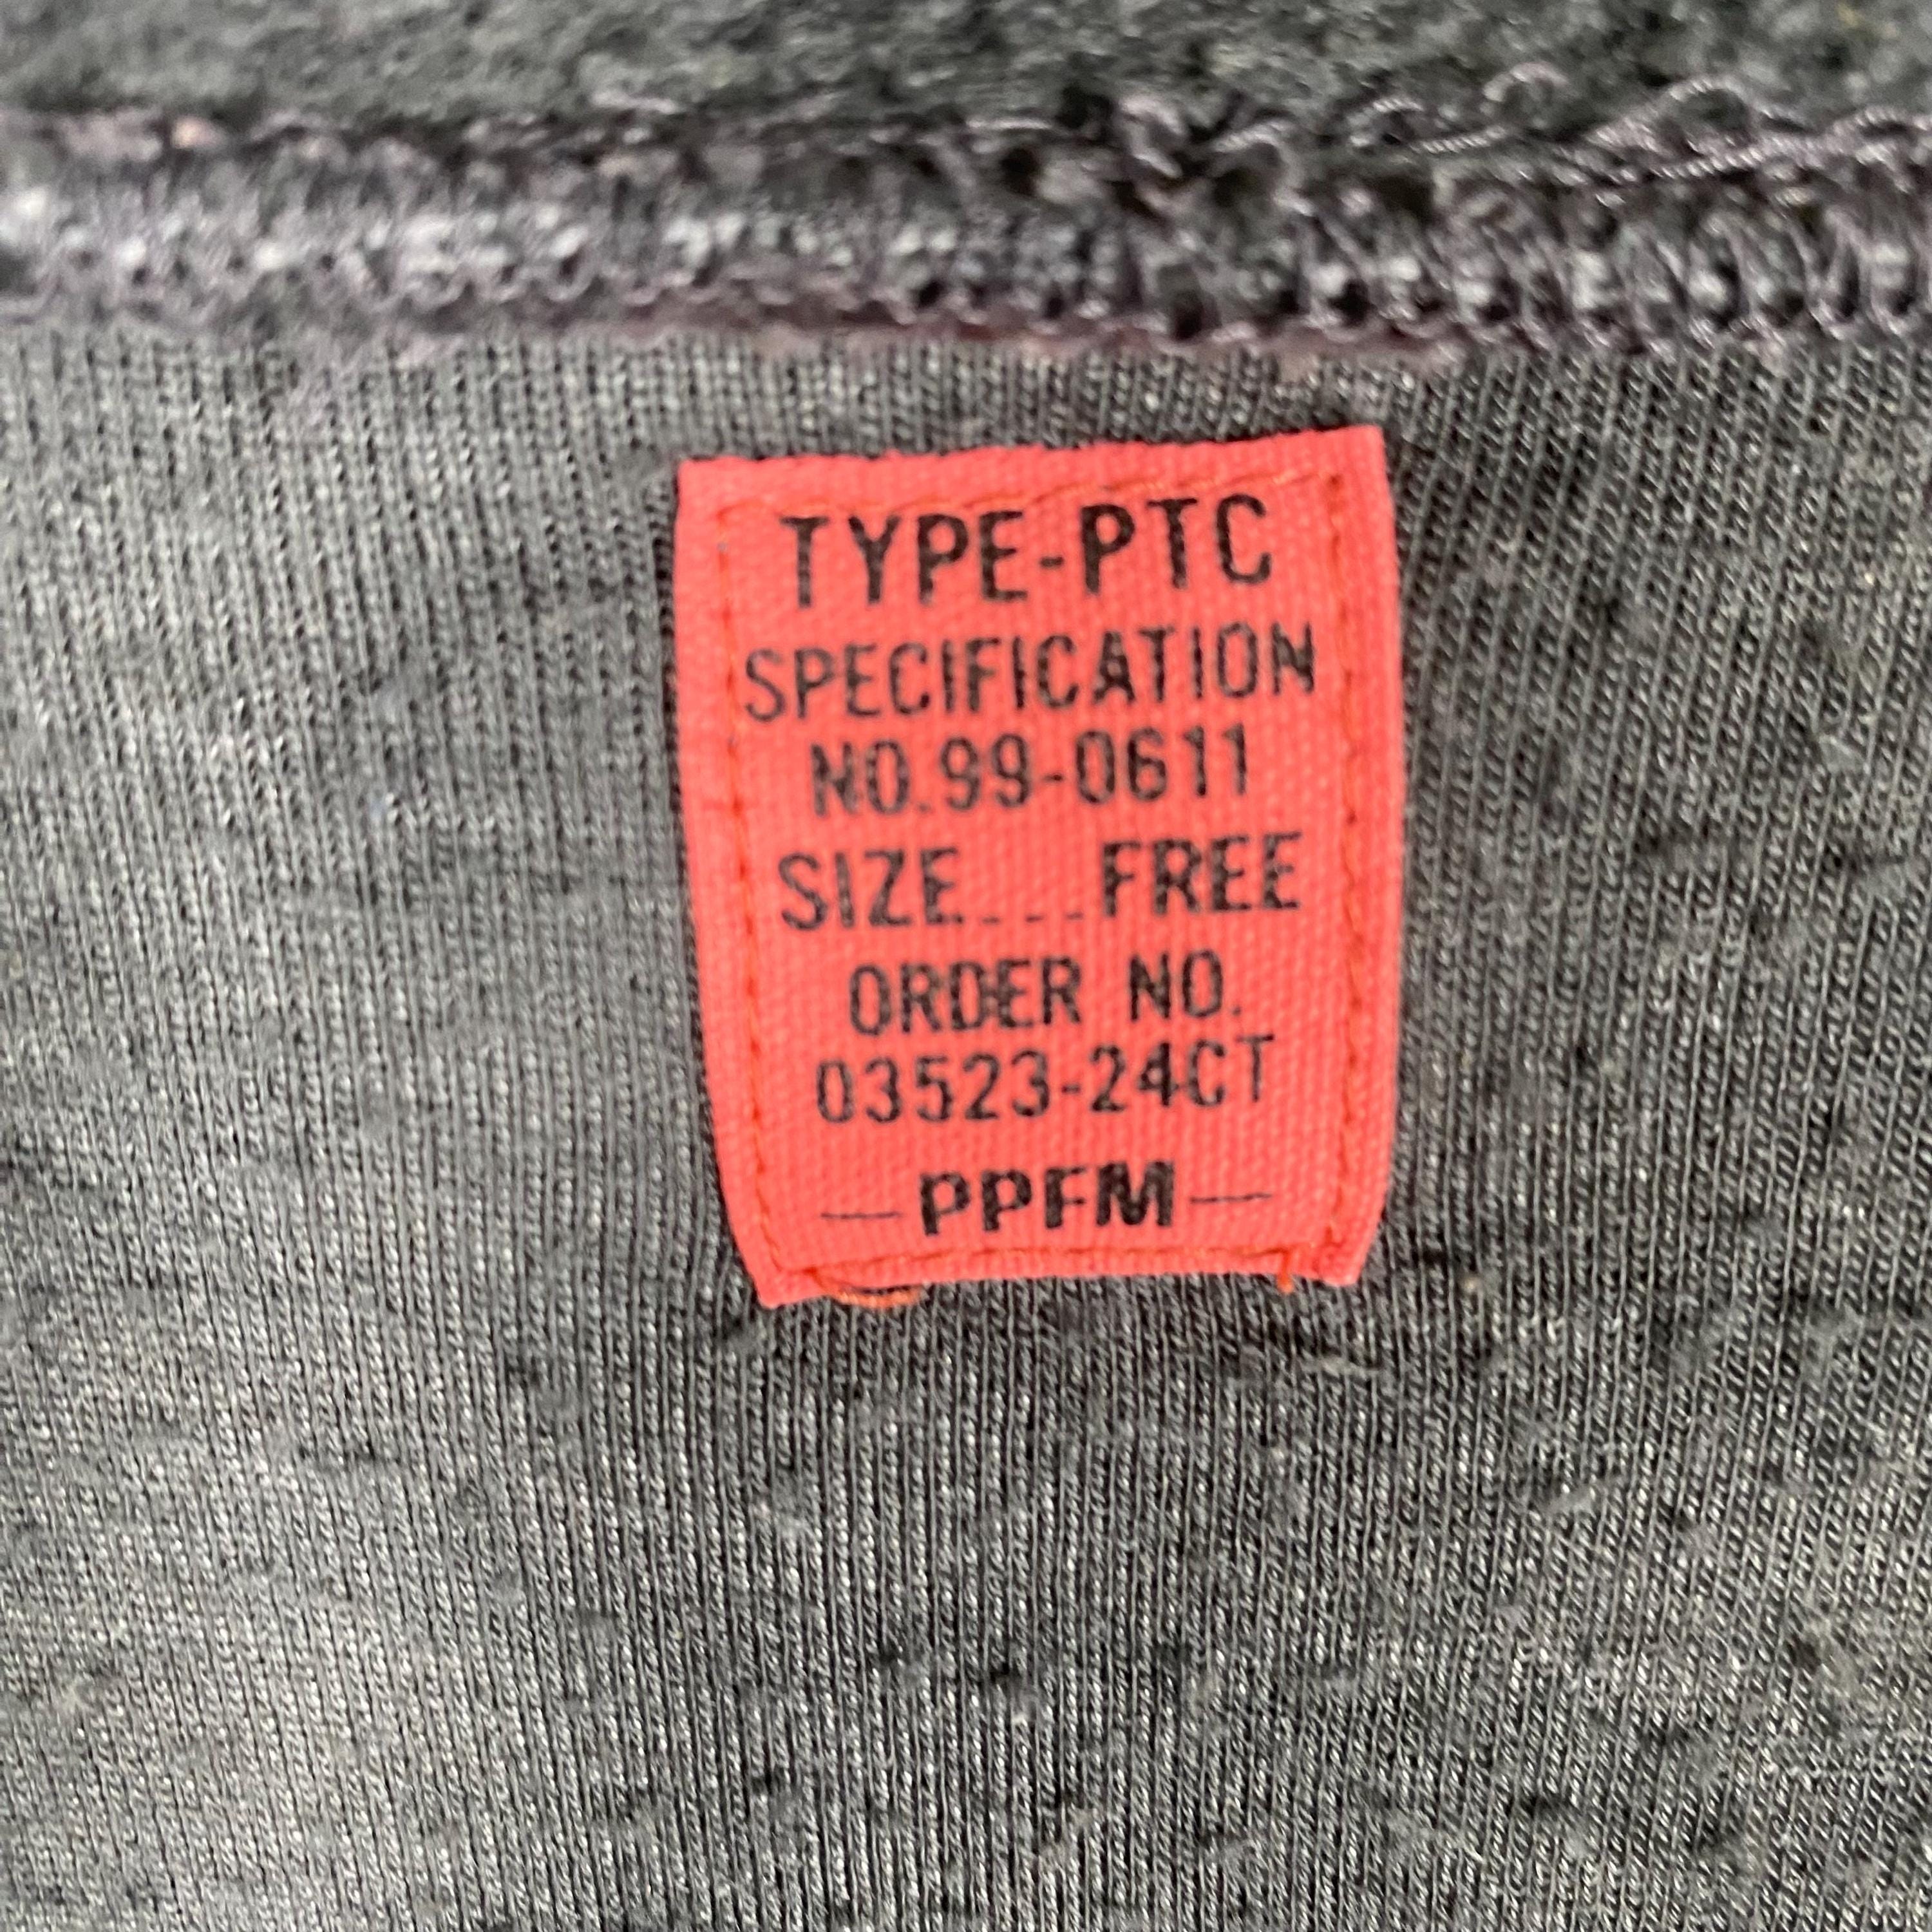 TYPE-PTC
SPECIFICATION
NO.99-0611
SIZE...FREE
ORDER NO.
03523-24CT
—PPFM—